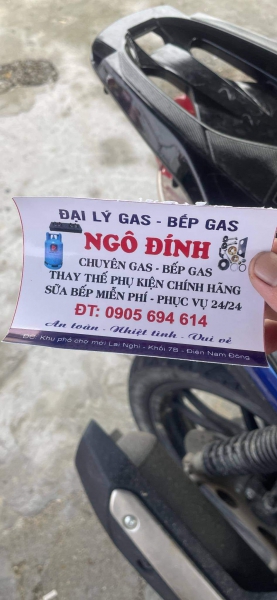 ĐẠI LÝ GAS - BẾP GAS
NGÔ ĐÍNH
CHUYÊN GAS - BẾP GAS
THAY THẾ PHỤ KIỆN CHÍNH HÃNG
SỬA BẾP MIỄN PHÍ - PHỤC VỤ 24/24
ĐT: 0905 694 614
An toàn - Nhiệt tình - Vui vẻ
ĐC: Khu phố chợ mới Lai Nghi - Khối 7B - Điện Nam Đông